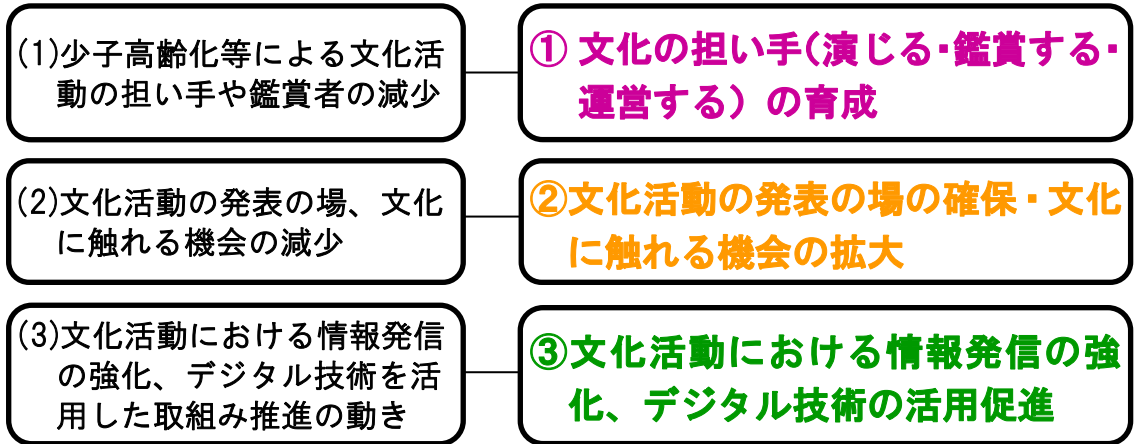 (1)少子高齢化等による文化活
動の担い手や鑑賞者の減少
① 文化の担い手(演じる・鑑賞する・
運営する）の育成
(2)文化活動の発表の場、文化
に触れる機会の減少
②文化活動の発表の場の確保・文化
に触れる機会の拡大
(3)文化活動における情報発信
の強化、デジタル技術を活
用した取組み推進の動き
③文化活動における情報発信の強
化、デジタル技術の活用促進